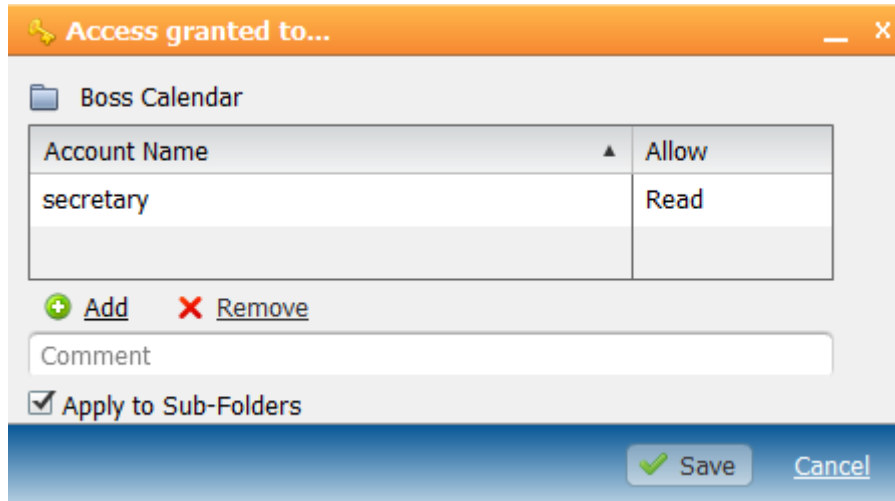 Access granted to...
Boss Calendar
Account Name Allow
secretary Read
Add Remove
Comment
Apply to Sub-Folders
Save Cancel